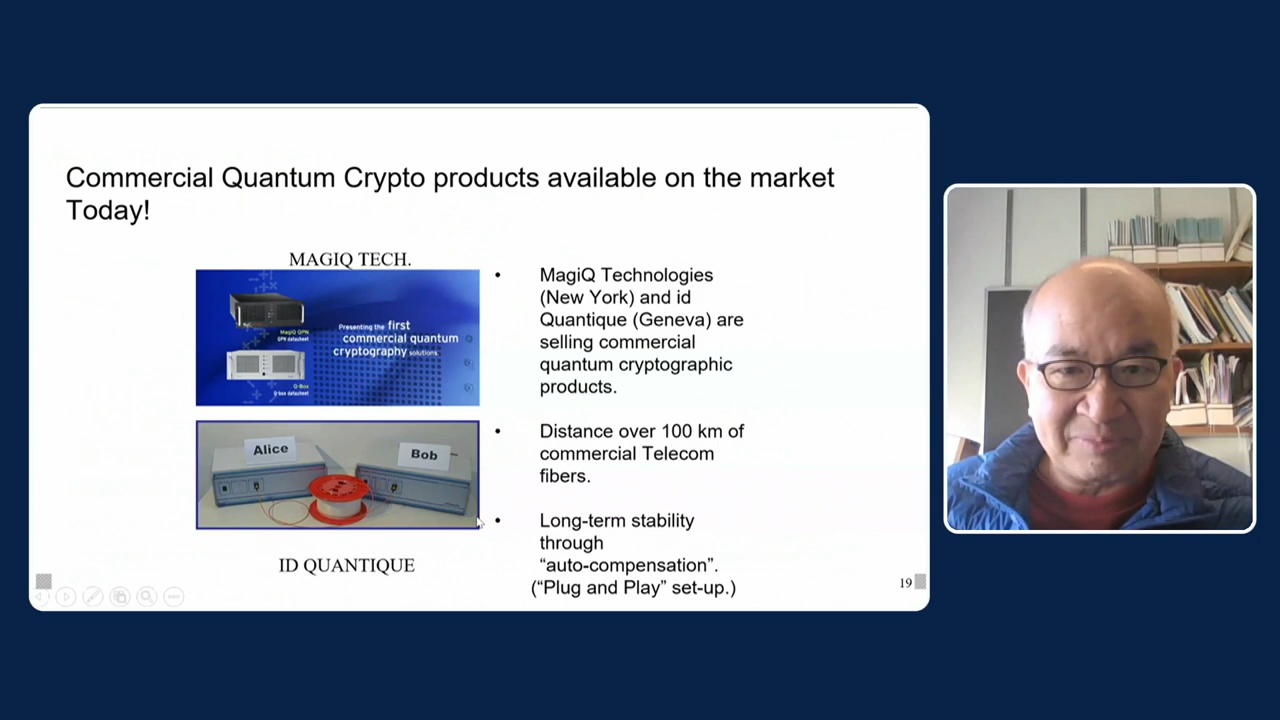 Commercial Quantum Crypto products available on the market
Today!
MAGIQ TECH.
Presenting the first
commercial quantum
cryptography solutions.
MagiQ QPN
QPN datasheet
Q-Box
Q-box datasheet
Alice
Bob
ID QUANTIQUE
• MagiQ Technologies
(New York) and id
Quantique (Geneva) are
selling commercial
quantum cryptographic
products.
• Distance over 100 km of
commercial Telecom
fibers.
• Long-term stability
through
“auto-compensation”.
(“Plug and Play” set-up.)
19